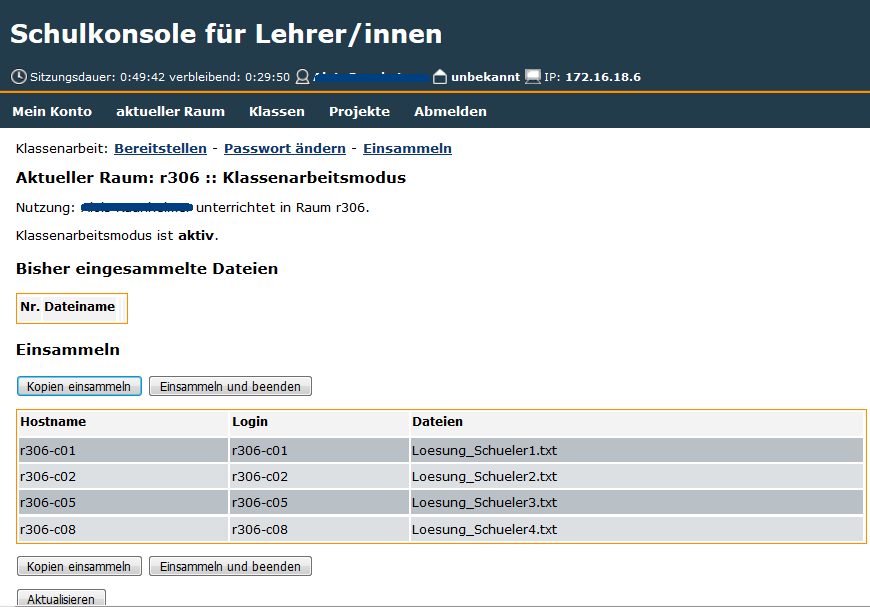 Schulkonsole für Lehrer/innen
Sitzungsdauer: 0:49:42 verbleibend: 0:29:50 unbekannt IP: 172.16.18.6
Mein Konto aktueller Raum Klassen Projekte Abmelden
Klassenarbeit: Bereitstellen - Passwort ändern - Einsammeln
Aktueller Raum: r306 :: Klassenarbeitsmodus
Nutzung: unterrichtet in Raum r306.
Klassenarbeitsmodus ist aktiv.
Bisher eingesammelte Dateien
Nr. Dateiname
Einsammeln
Kopien einsammeln Einsammeln und beenden
Hostname Login Dateien
r306-c01 r306-c01 Loesung_Schueler1.txt
r306-c02 r306-c02 Loesung_Schueler2.txt
r306-c05 r306-c05 Loesung_Schueler3.txt
r306-c08 r306-c08 Loesung_Schueler4.txt
Kopien einsammeln Einsammeln und beenden
Aktualisieren